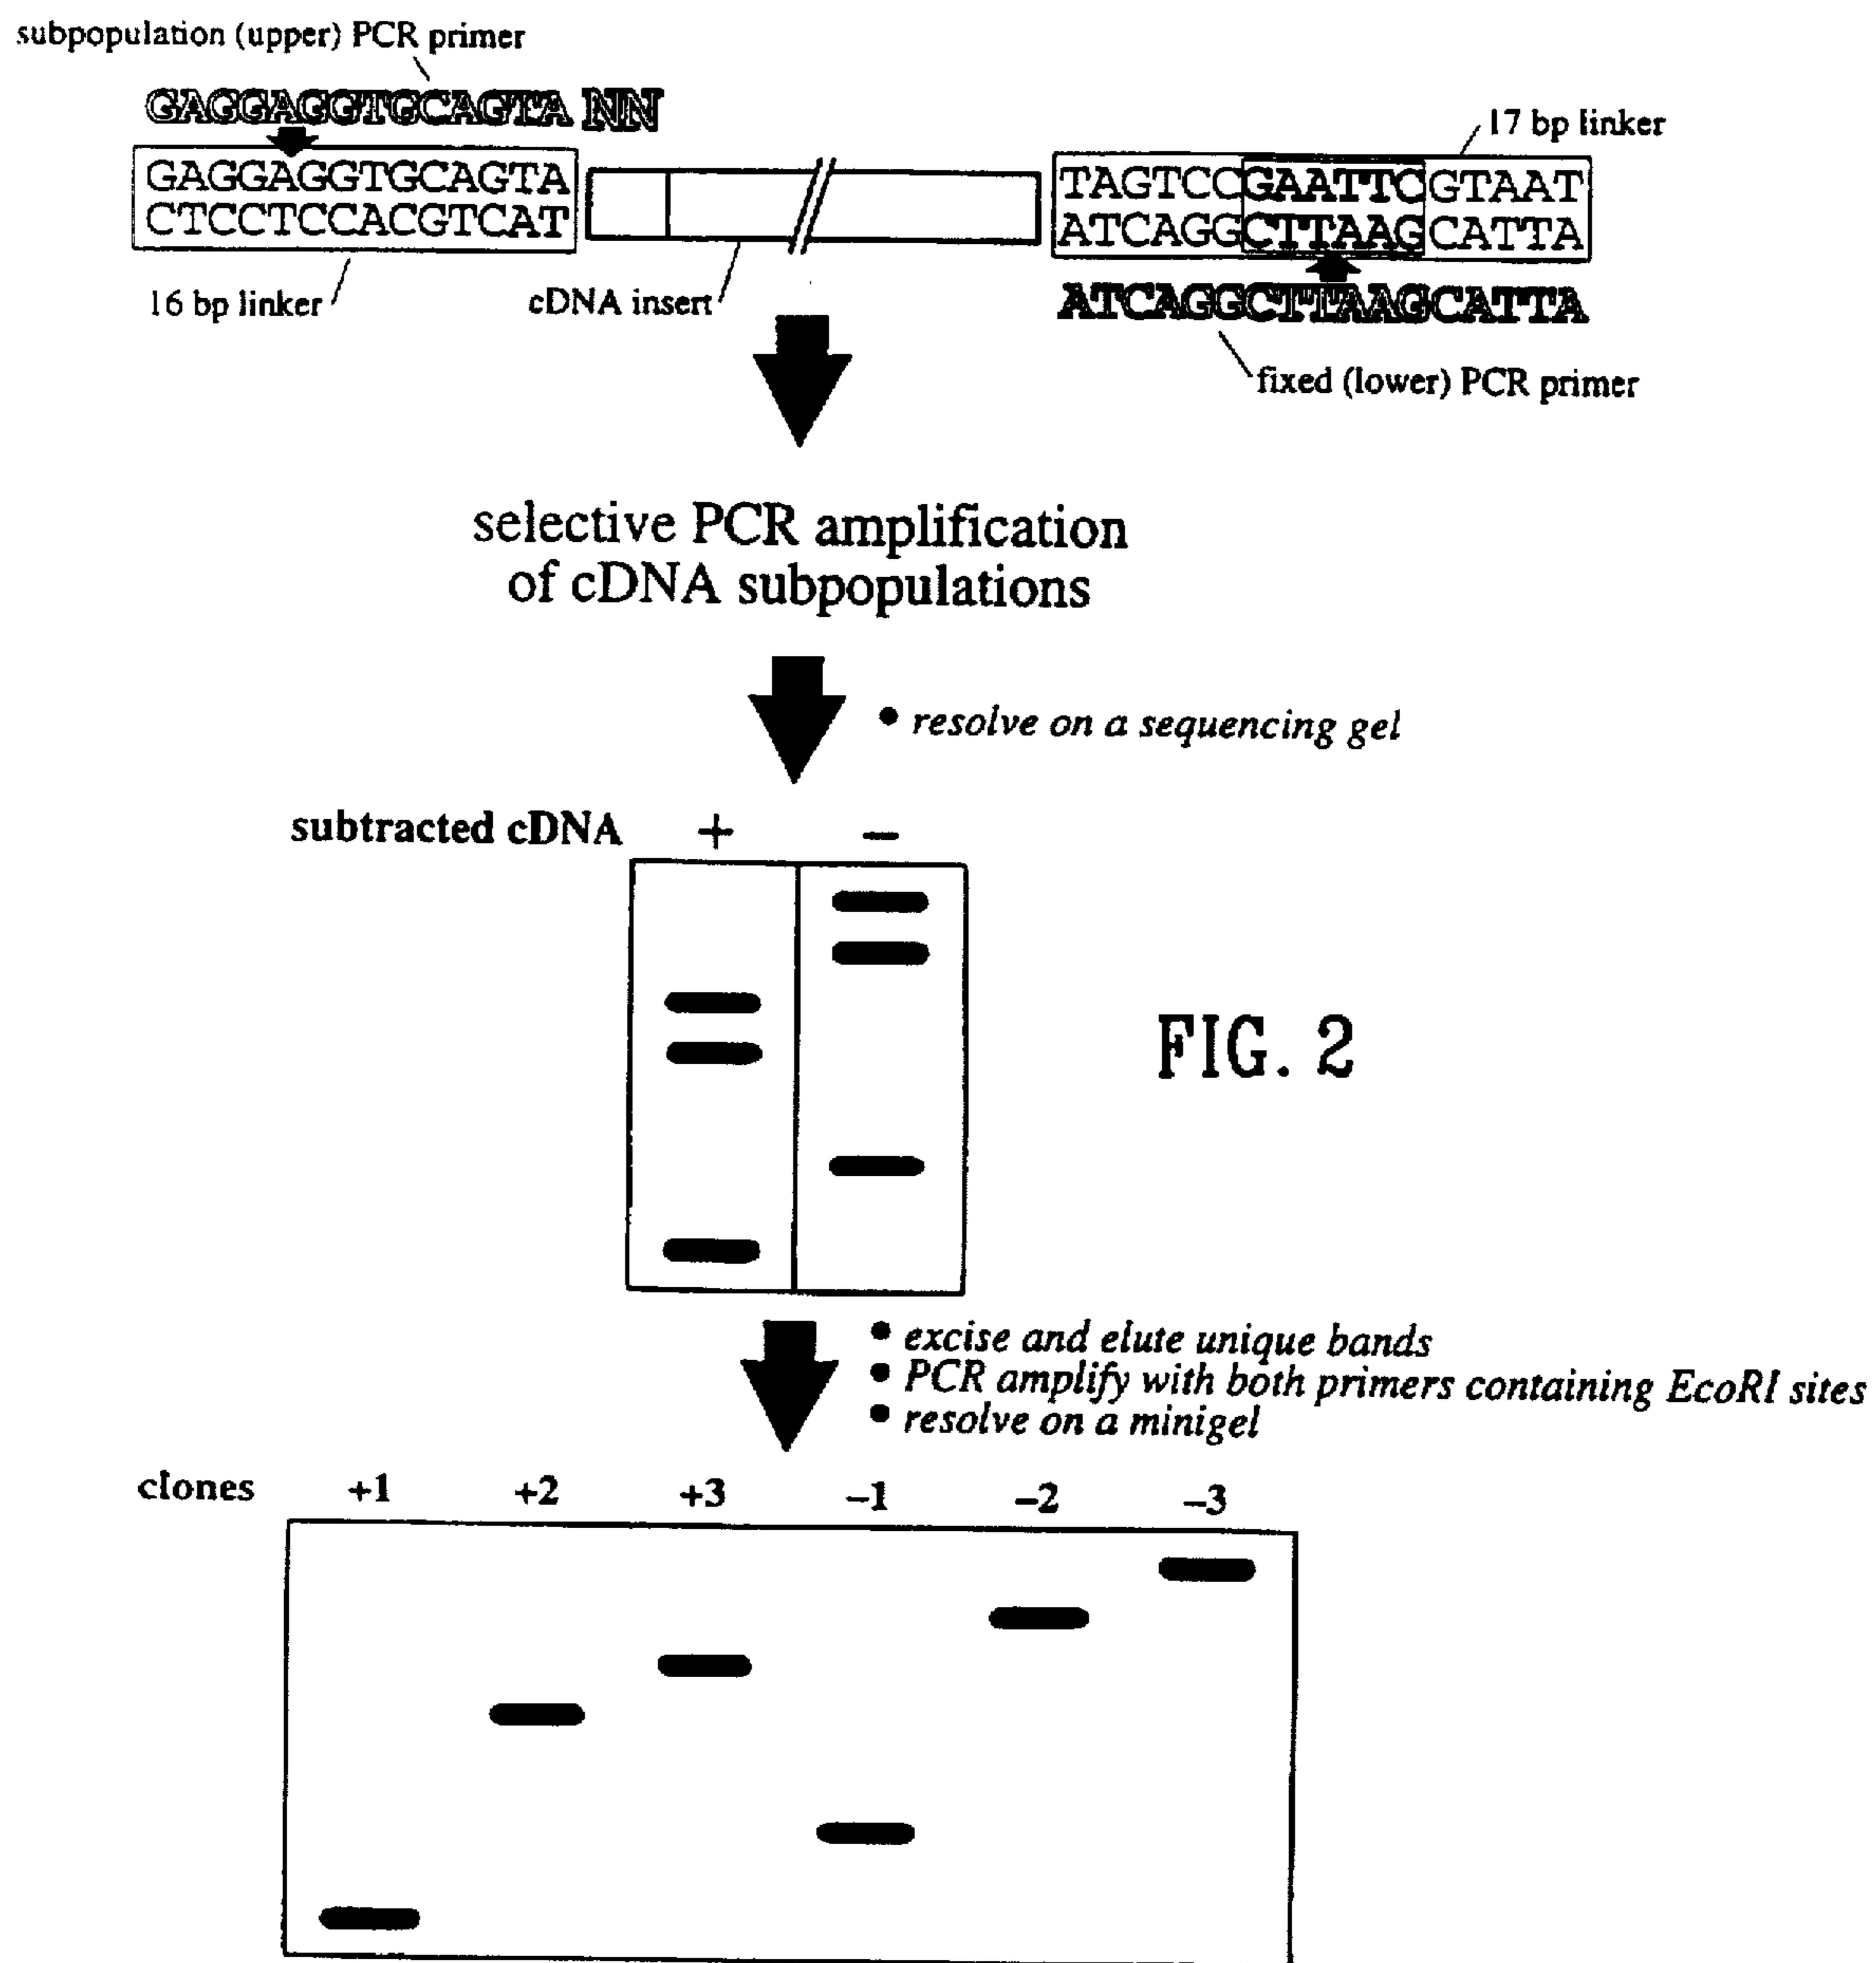 subpopulation (upper) PCR primer
GAGGAGGTGCAGTA NN
17 bp linker
GAGGAGGTGCAGTA
CTCCTCCACGTCAT
TAGTCCGAATTCGTAAT
ATCAGGCTTAAGCATTA
16 bp linker
cDNA insert
ATCAGGCTTAAGCATTA
fixed (lower) PCR primer
selective PCR amplification
of cDNA subpopulations
• resolve on a sequencing gel
subtracted cDNA + −
FIG. 2
• excise and elute unique bands
• PCR amplify with both primers containing EcoRI sites
• resolve on a minigel
clones +1 +2 +3 −1 −2 −3